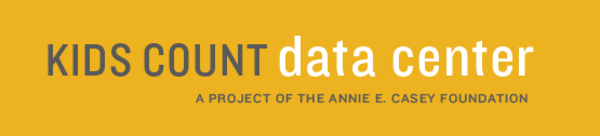 KIDS COUNT data center
A PROJECT OF THE ANNIE E. CASEY FOUNDATION